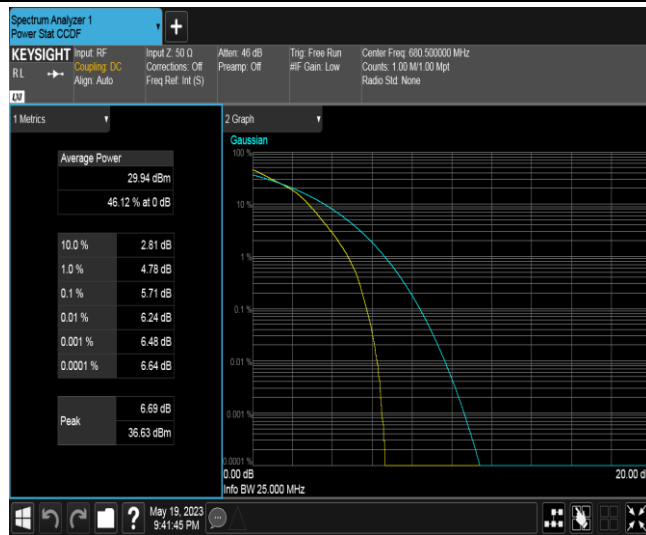 Spectrum Analyzer 1
Power Stat CCDF
+
KEYSIGHT
RL
Input: RF
Coupling: DC
Align: Auto
Input Z: 50 Ω
Corrections: Off
Freq Ref: Int (S)
Atten: 46 dB
Preamp: Off
Trig: Free Run
#IF Gain: Low
Center Freq: 680.500000 MHz
Counts: 1.00 M/1.00 Mpt
Radio Std: None
LXI
1 Metrics
Average Power
29.94 dBm
46.12 % at 0 dB
10.0 % 2.81 dB
1.0 % 4.78 dB
0.1 % 5.71 dB
0.01 % 6.24 dB
0.001 % 6.48 dB
0.0001 % 6.64 dB
Peak
6.69 dB
36.63 dBm
2 Graph
Gaussian
100 %
10 %
1 %
0.1 %
0.01 %
0.001 %
0.0001 %
0.00 dB
20.00 d
Info BW 25.000 MHz
?
May 19, 2023
9:41:45 PM